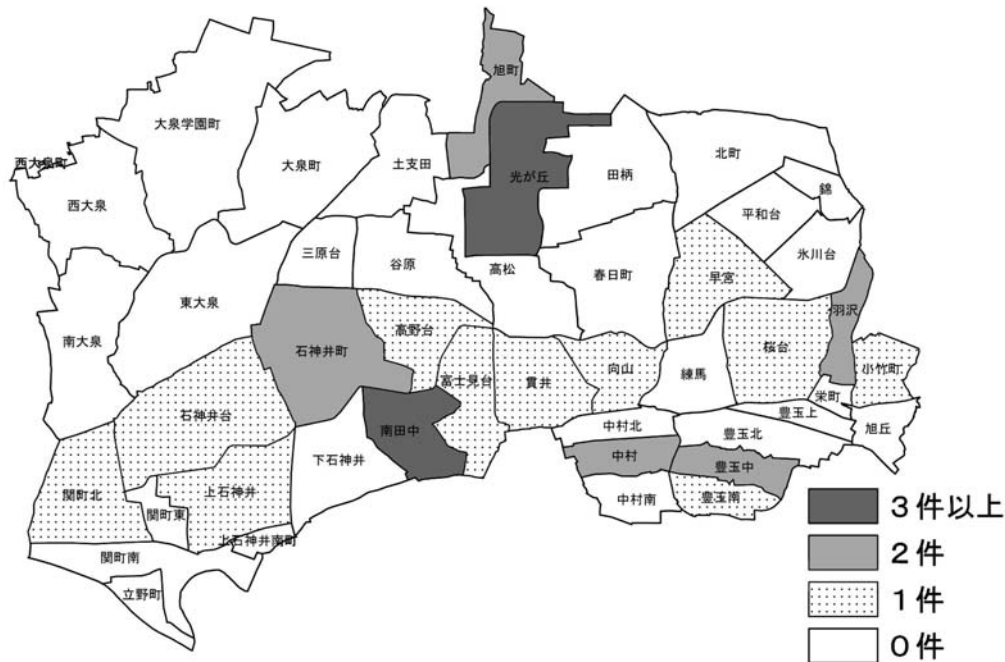 旭町
大泉学園町
大泉町
土支田
光が丘
田柄
北町
西大泉町
西大泉
錦
平和台
氷川台
三原台
谷原
高松
春日町
早宮
東大泉
南大泉
石神井町
高野台
富士見台
貫井
向山
練馬
桜台
羽沢
小竹町
栄町
石神井台
南田中
下石神井
中村北
豊玉上
豊玉北
旭丘
中村
豊玉中
関町北
上石神井
関町東
中村南
豊玉南
上石神井南町
関町南
立野町
3件以上
2件
1件
0件